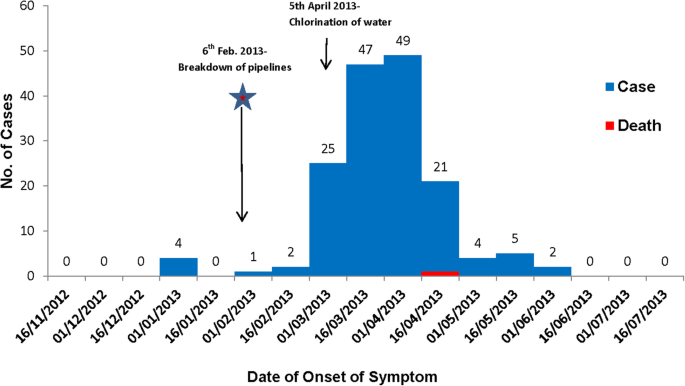 5th April 2013-
Chlorination of water
6th Feb. 2013-
Breakdown of pipelines
No. of Cases
60
50
40
30
20
10
0
0 0 0 4 0 1 2 25 47 49 21 4 5 2 0 0 0
Case
Death
16/11/2012
01/12/2012
16/12/2012
01/01/2013
16/01/2013
01/02/2013
16/02/2013
01/03/2013
16/03/2013
01/04/2013
16/04/2013
01/05/2013
16/05/2013
01/06/2013
16/06/2013
01/07/2013
16/07/2013
Date of Onset of Symptom